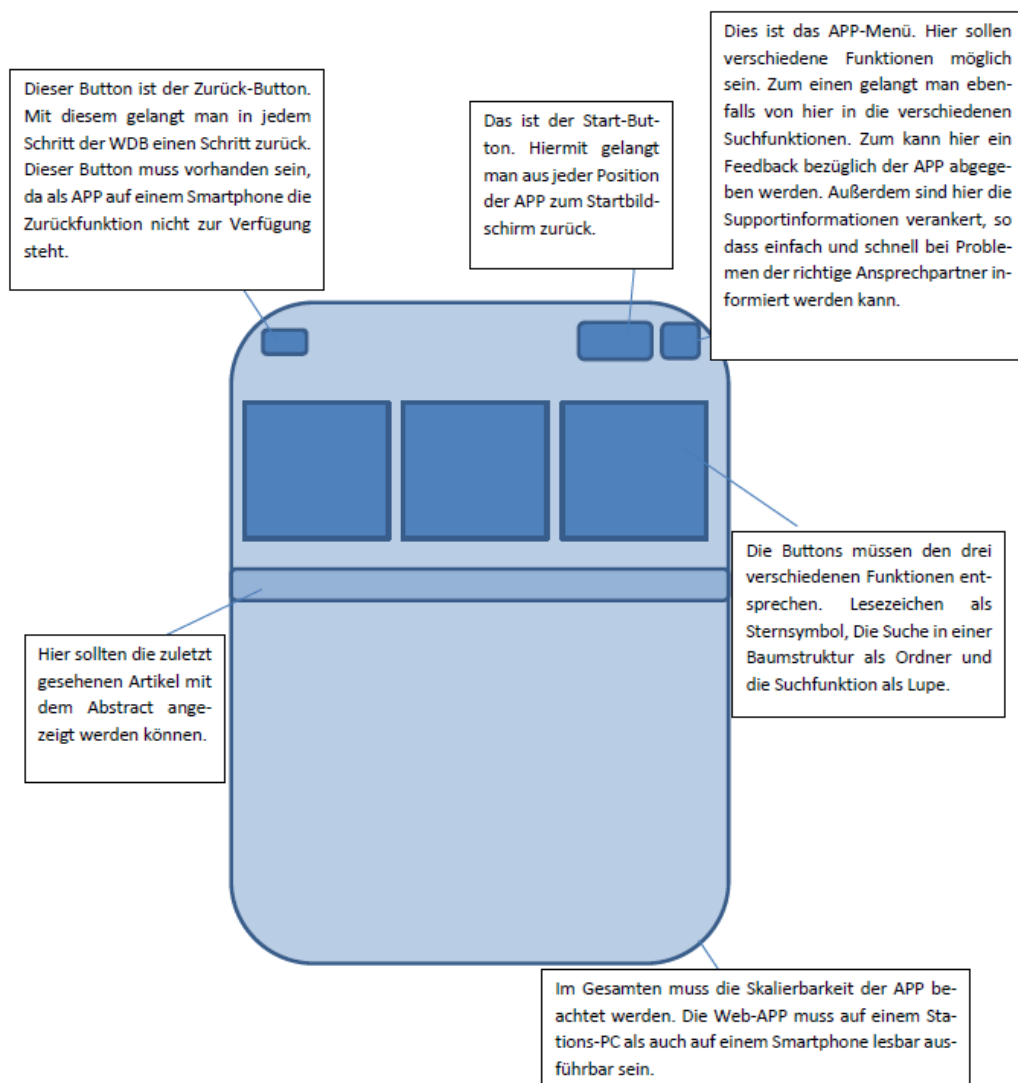 Dies ist das APP-Menü. Hier sollen
verschiedene Funktionen möglich
sein. Zum einen gelangt man eben-
falls von hier in die verschiedenen
Suchfunktionen. Zum kann hier ein
Feedback bezüglich der APP abgege-
ben werden. Außerdem sind hier die
Supportinformationen verankert, so
dass einfach und schnell bei Proble-
men der richtige Ansprechpartner in-
formiert werden kann.
Dieser Button ist der Zurück-Button.
Mit diesem gelangt man in jedem
Schritt der WDB einen Schritt zurück.
Dieser Button muss vorhanden sein,
da als APP auf einem Smartphone die
Zurückfunktion nicht zur Verfügung
steht.
Das ist der Start-But-
ton. Hiermit gelangt
man aus jeder Position
der APP zum Startbild-
schirm zurück.
Die Buttons müssen den drei
verschiedenen Funktionen ent-
sprechen. Lesezeichen als
Sternsymbol, Die Suche in einer
Baumstruktur als Ordner und
die Suchfunktion als Lupe.
Hier sollten die zuletzt
gesehenen Artikel mit
dem Abstract ange-
zeigt werden können.
Im Gesamten muss die Skalierbarkeit der APP be-
achtet werden. Die Web-APP muss auf einem Sta-
tions-PC als auch auf einem Smartphone lesbar aus-
führbar sein.